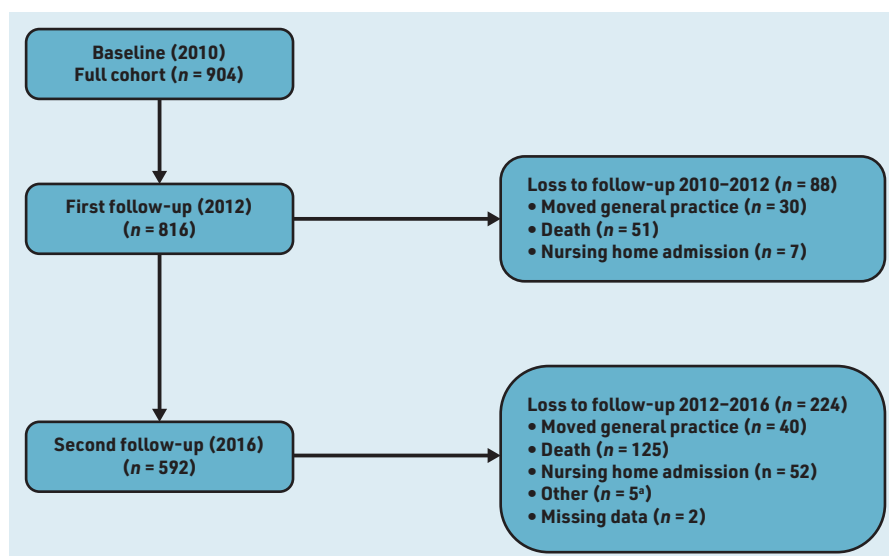 Baseline (2010)
Full cohort (n = 904)
First follow-up (2012)
(n = 816)
Loss to follow-up 2010–2012 (n = 88)
• Moved general practice (n = 30)
• Death (n = 51)
• Nursing home admission (n = 7)
Second follow-up (2016)
(n = 592)
Loss to follow-up 2012–2016 (n = 224)
• Moved general practice (n = 40)
• Death (n = 125)
• Nursing home admission (n = 52)
• Other (n = 5ᵃ)
• Missing data (n = 2)